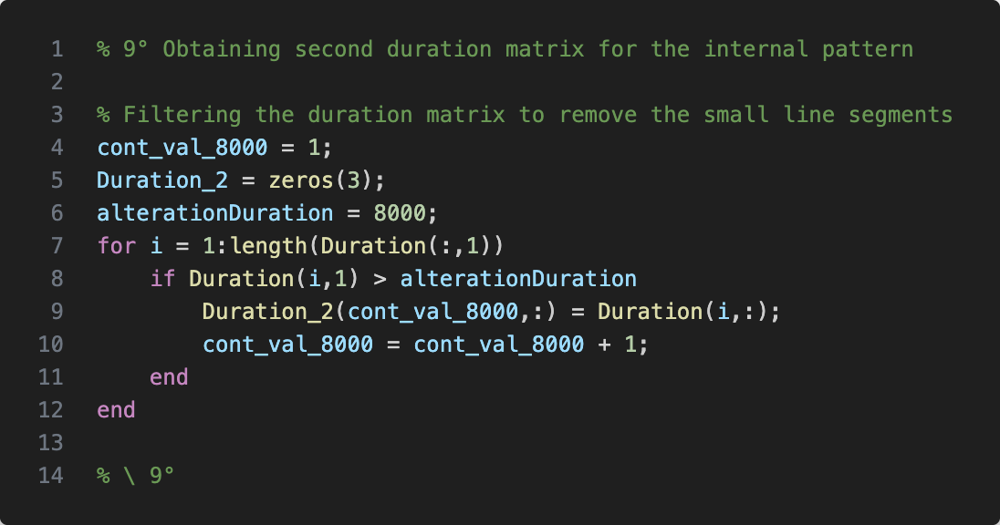 1 % 9° Obtaining second duration matrix for the internal pattern
2
3 % Filtering the duration matrix to remove the small line segments
4 cont_val_8000 = 1;
5 Duration_2 = zeros(3);
6 alterationDuration = 8000;
7 for i = 1:length(Duration(:,1))
8     if Duration(i,1) > alterationDuration
9         Duration_2(cont_val_8000,:) = Duration(i,:);
10         cont_val_8000 = cont_val_8000 + 1;
11     end
12 end
13
14 % \ 9°